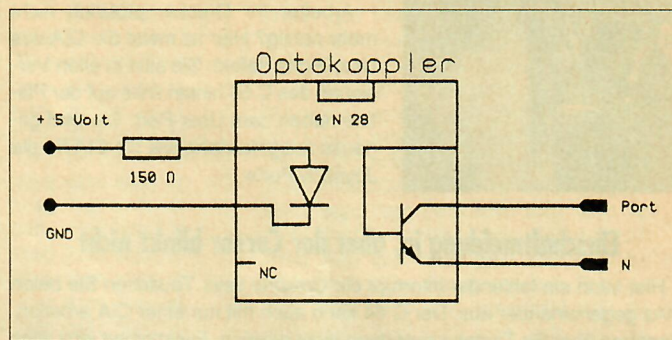 Optokoppler
4 N 28
+ 5 Volt
150 Ω
Port
GND
NC
N